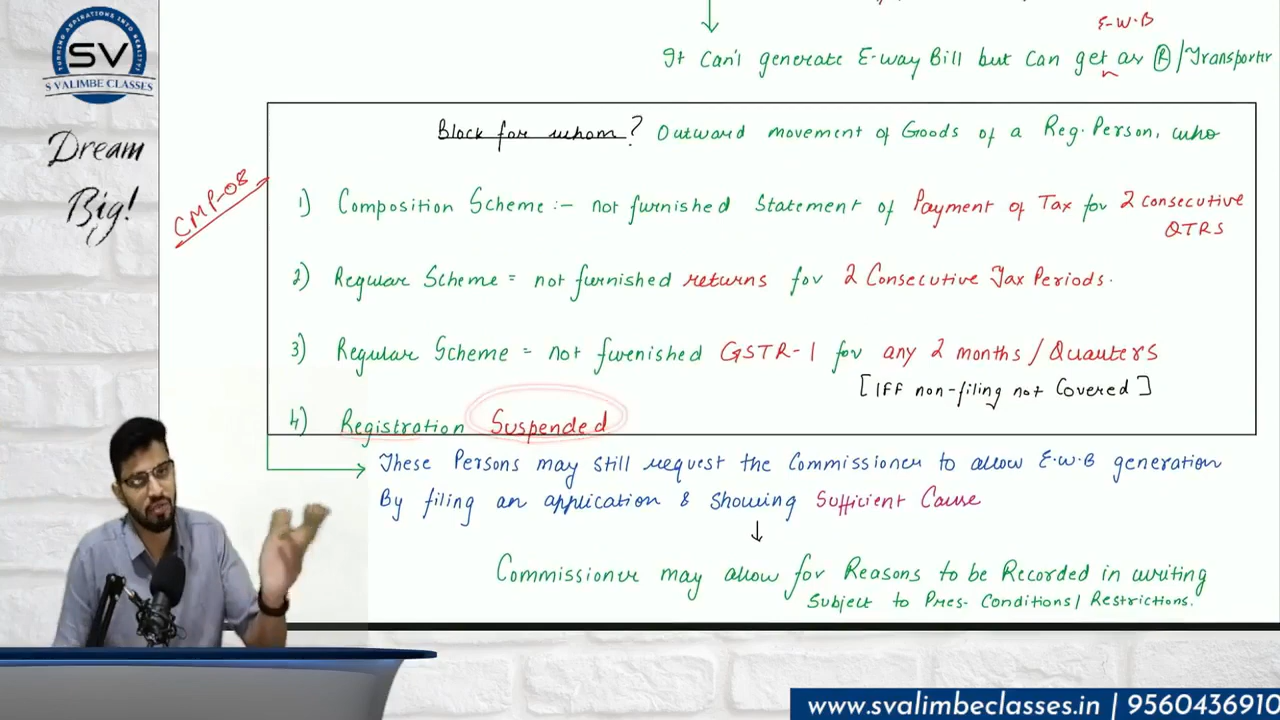 TURNING ASPIRATIONS INTO REALITY
SV
S VALIMBE CLASSES
Dream
Big!
E-W.B
It Can't generate E-way Bill but can get as R/Transporter
Block for whom? Outward movement of Goods of a Reg. Person, who
CMP-08
1) Composition Scheme :- not furnished Statement of Payment of Tax for 2 consecutive
QTRS
2) Regular Scheme = not furnished returns for 2 Consecutive Tax Periods.
3) Regular Scheme = not furnished GSTR-1 for any 2 months / Quarters
[IFF non-filing not Covered]
4) Registration Suspended
These Persons may still request the Commissioner to allow E.W.B generation
By filing an application & Showing Sufficient Cause
Commissioner may allow for Reasons to be Recorded in writing
Subject to Pres- Conditions/ Restrictions.
www.svalimbeclasses.in | 9560436910